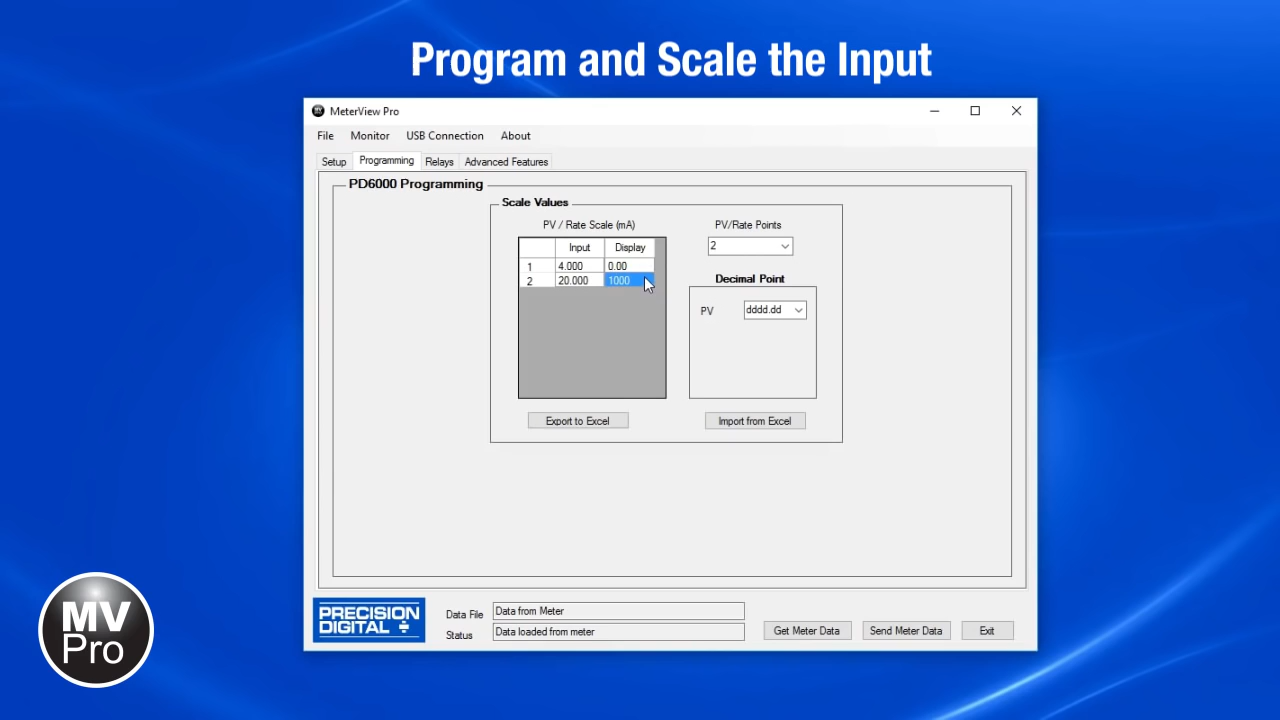 Program and Scale the Input
MeterView Pro
File Monitor USB Connection About
Setup Programming Relays Advanced Features
PD6000 Programming
Scale Values
PV / Rate Scale (mA) PV/Rate Points
Input Display 2
1 4.000 0.00
2 20.000 1000
Decimal Point
PV dddd.dd
Export to Excel Import from Excel
PRECISION
DIGITAL
Data File Data from Meter
Status Data loaded from meter
Get Meter Data Send Meter Data Exit
MV
Pro